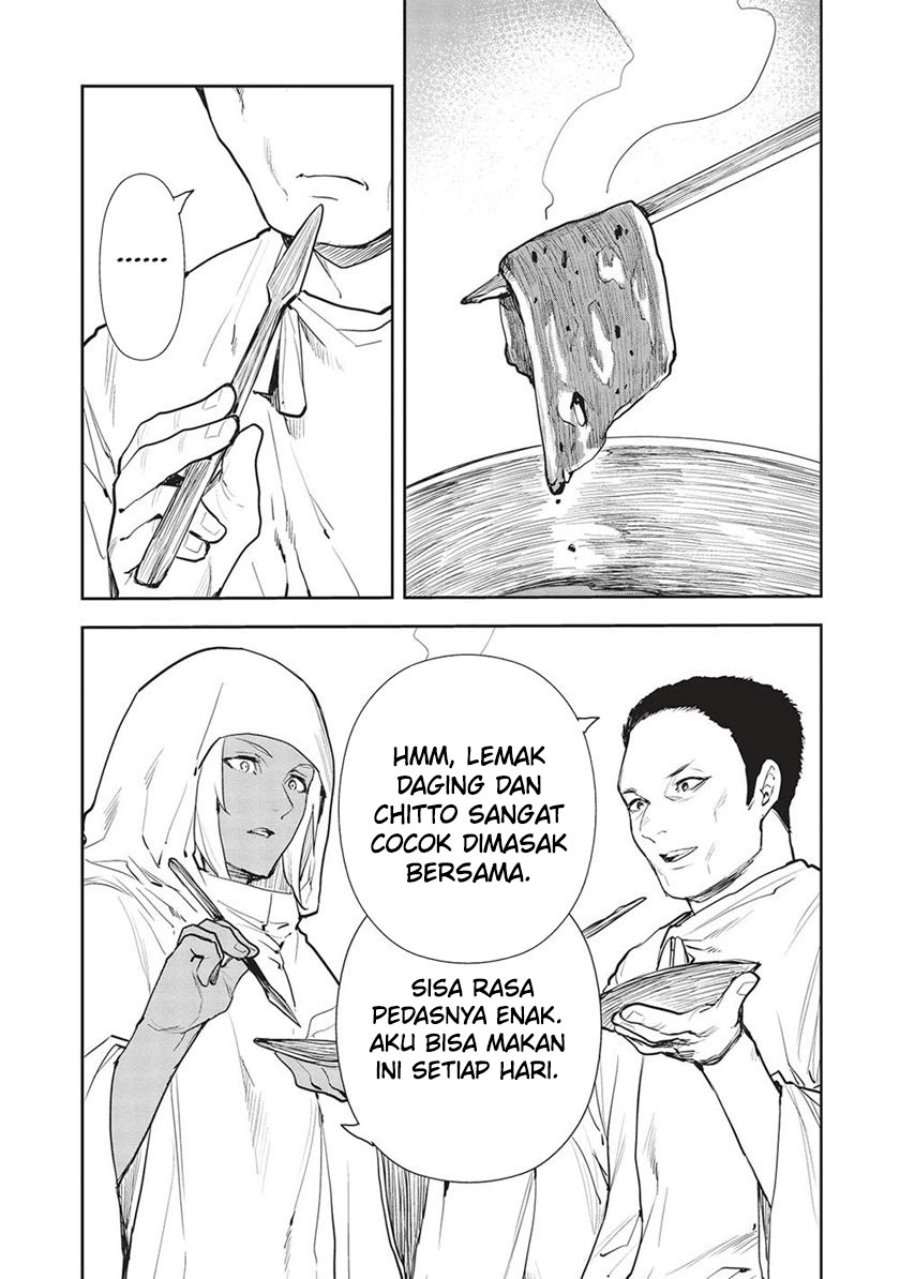 ......
HMM, LEMAK
DAGING DAN
CHITTO SANGAT
COCOK DIMASAK
BERSAMA.
SISA RASA
PEDASNYA ENAK.
AKU BISA MAKAN
INI SETIAP HARI.